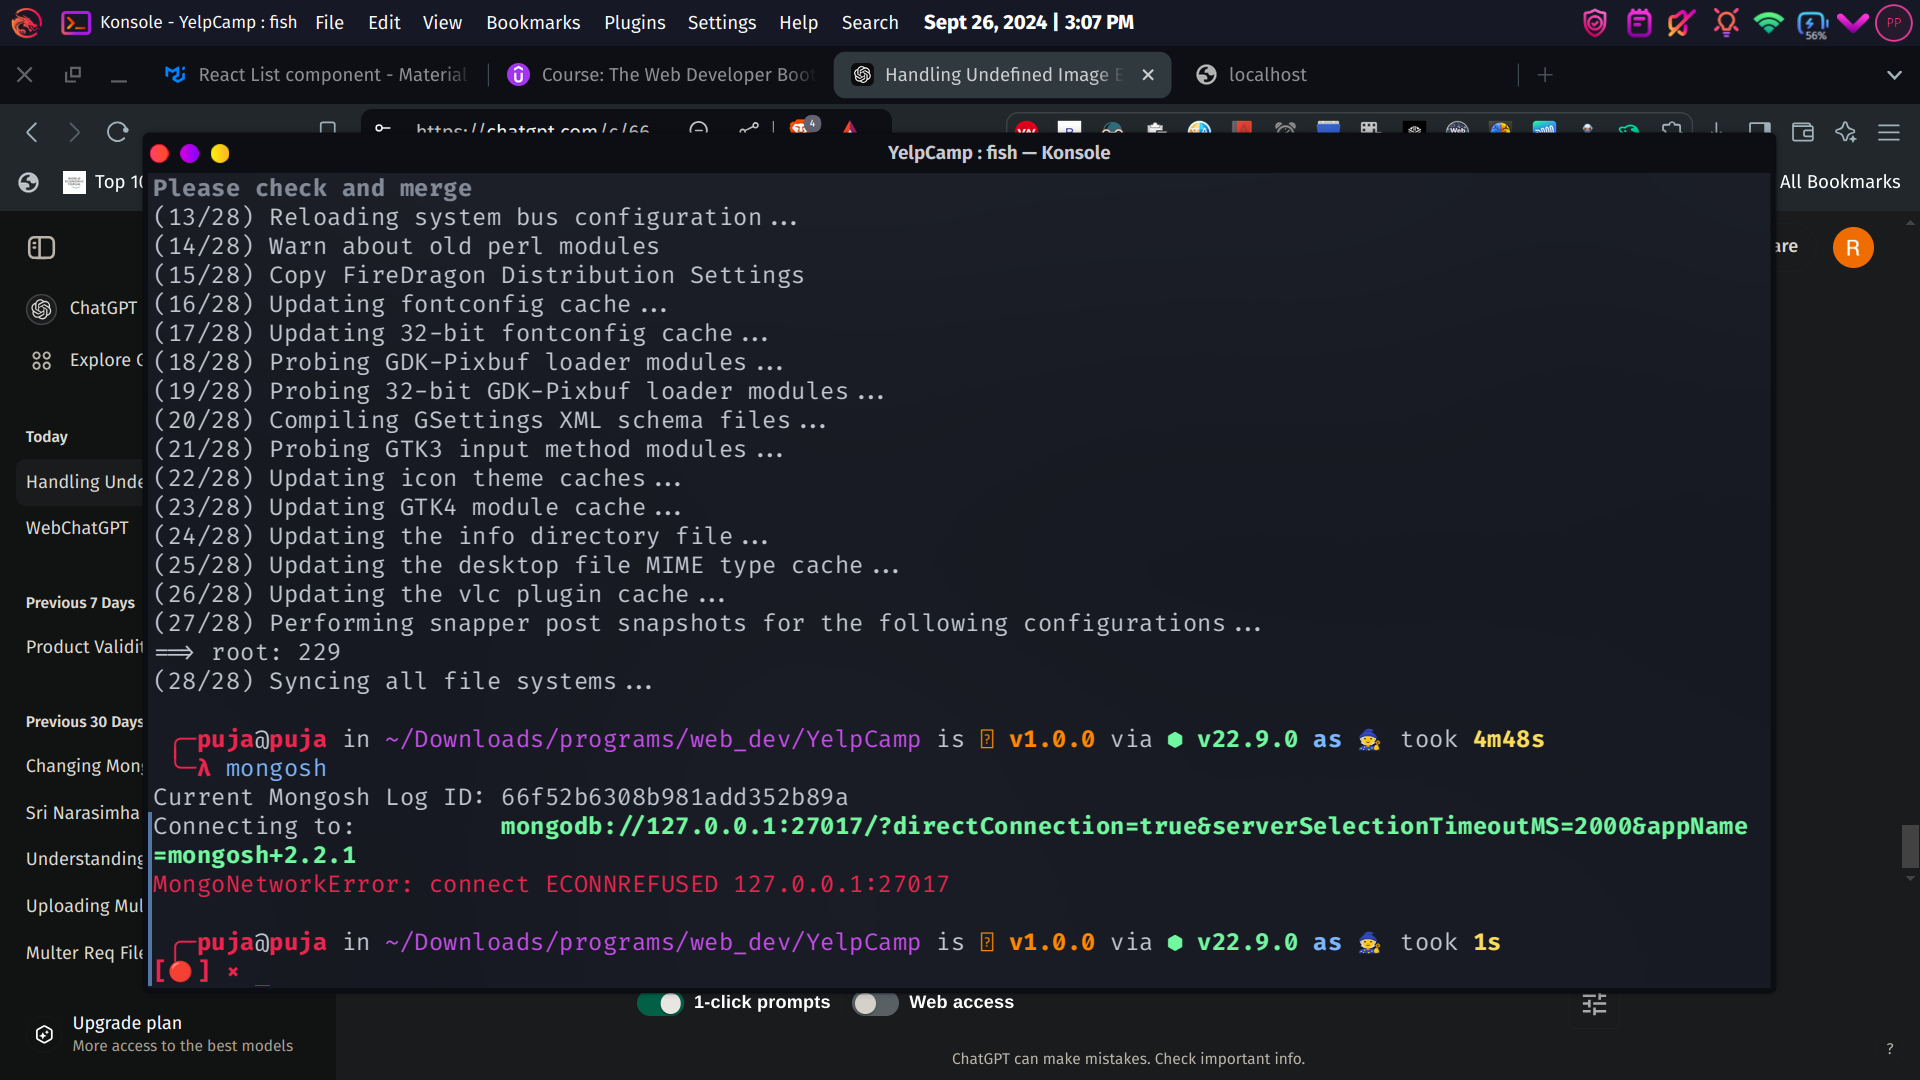 Konsole - YelpCamp : fish File Edit View Bookmarks Plugins Settings Help Search Sept 26, 2024 | 3:07 PM
56%
PP
React List component - Material
Course: The Web Developer Boot
Handling Undefined Image E
localhost
https://chatgpt.com/c/66
4
Top 10
All Bookmarks
YelpCamp : fish — Konsole
ChatGPT
Explore G
Today
Handling Unde
WebChatGPT
Previous 7 Days
Product Validit
Previous 30 Days
Changing Mon
Sri Narasimha
Understanding
Uploading Mul
Multer Req File
Upgrade plan
More access to the best models
are
R
Please check and merge
(13/28) Reloading system bus configuration...
(14/28) Warn about old perl modules
(15/28) Copy FireDragon Distribution Settings
(16/28) Updating fontconfig cache...
(17/28) Updating 32-bit fontconfig cache...
(18/28) Probing GDK-Pixbuf loader modules...
(19/28) Probing 32-bit GDK-Pixbuf loader modules...
(20/28) Compiling GSettings XML schema files...
(21/28) Probing GTK3 input method modules...
(22/28) Updating icon theme caches...
(23/28) Updating GTK4 module cache...
(24/28) Updating the info directory file...
(25/28) Updating the desktop file MIME type cache...
(26/28) Updating the vlc plugin cache...
(27/28) Performing snapper post snapshots for the following configurations...
==> root: 229
(28/28) Syncing all file systems...
╭─puja@puja in ~/Downloads/programs/web_dev/YelpCamp is v1.0.0 via ⬢ v22.9.0 as 🧙 took 4m48s
╰─λ mongosh
Current Mongosh Log ID: 66f52b6308b981add352b89a
Connecting to: mongodb://127.0.0.1:27017/?directConnection=true&serverSelectionTimeoutMS=2000&appName
=mongosh+2.2.1
MongoNetworkError: connect ECONNREFUSED 127.0.0.1:27017
╭─puja@puja in ~/Downloads/programs/web_dev/YelpCamp is v1.0.0 via ⬢ v22.9.0 as 🧙 took 1s
[🔴] × _
1-click prompts
Web access
ChatGPT can make mistakes. Check important info.
?